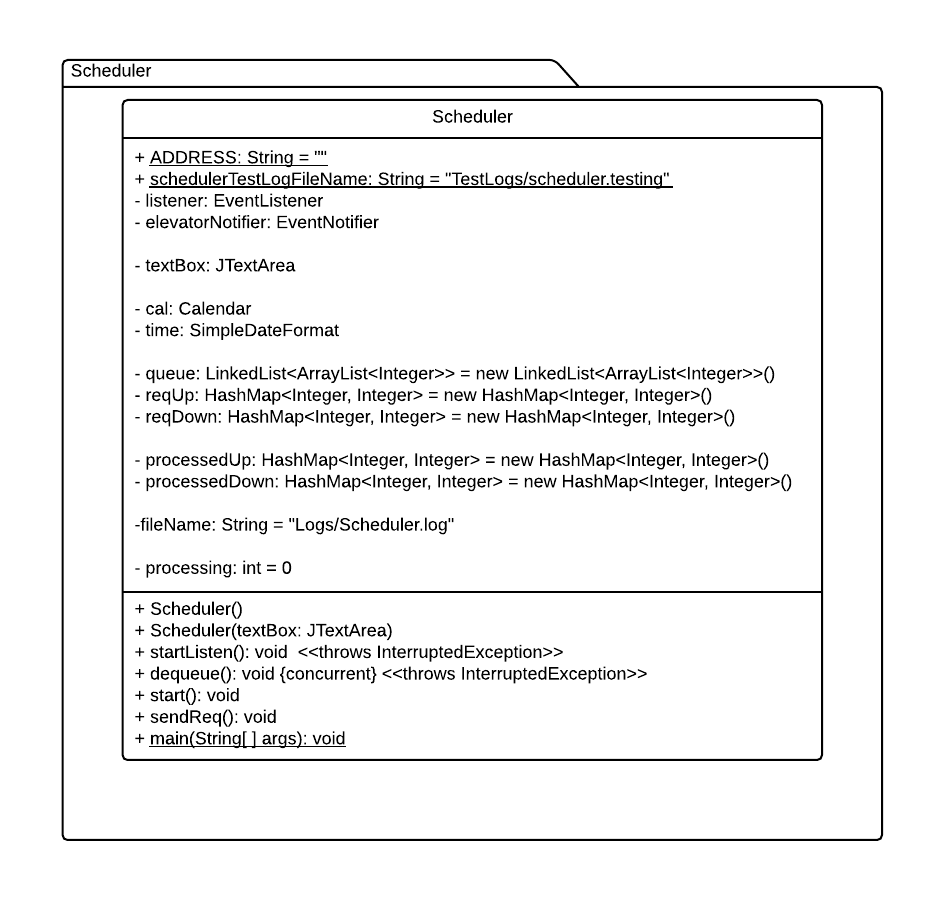 Scheduler
Scheduler
+ ADDRESS: String = ""
+ schedulerTestLogFileName: String = "TestLogs/scheduler.testing"
- listener: EventListener
- elevatorNotifier: EventNotifier
- textBox: JTextArea
- cal: Calendar
- time: SimpleDateFormat
- queue: LinkedList<ArrayList<Integer>> = new LinkedList<ArrayList<Integer>>()
- reqUp: HashMap<Integer, Integer> = new HashMap<Integer, Integer>()
- reqDown: HashMap<Integer, Integer> = new HashMap<Integer, Integer>()
- processedUp: HashMap<Integer, Integer> = new HashMap<Integer, Integer>()
- processedDown: HashMap<Integer, Integer> = new HashMap<Integer, Integer>()
-fileName: String = "Logs/Scheduler.log"
- processing: int = 0
+ Scheduler()
+ Scheduler(textBox: JTextArea)
+ startListen(): void  <<throws InterruptedException>>
+ dequeue(): void {concurrent} <<throws InterruptedException>>
+ start(): void
+ sendReq(): void
+ main(String[ ] args): void